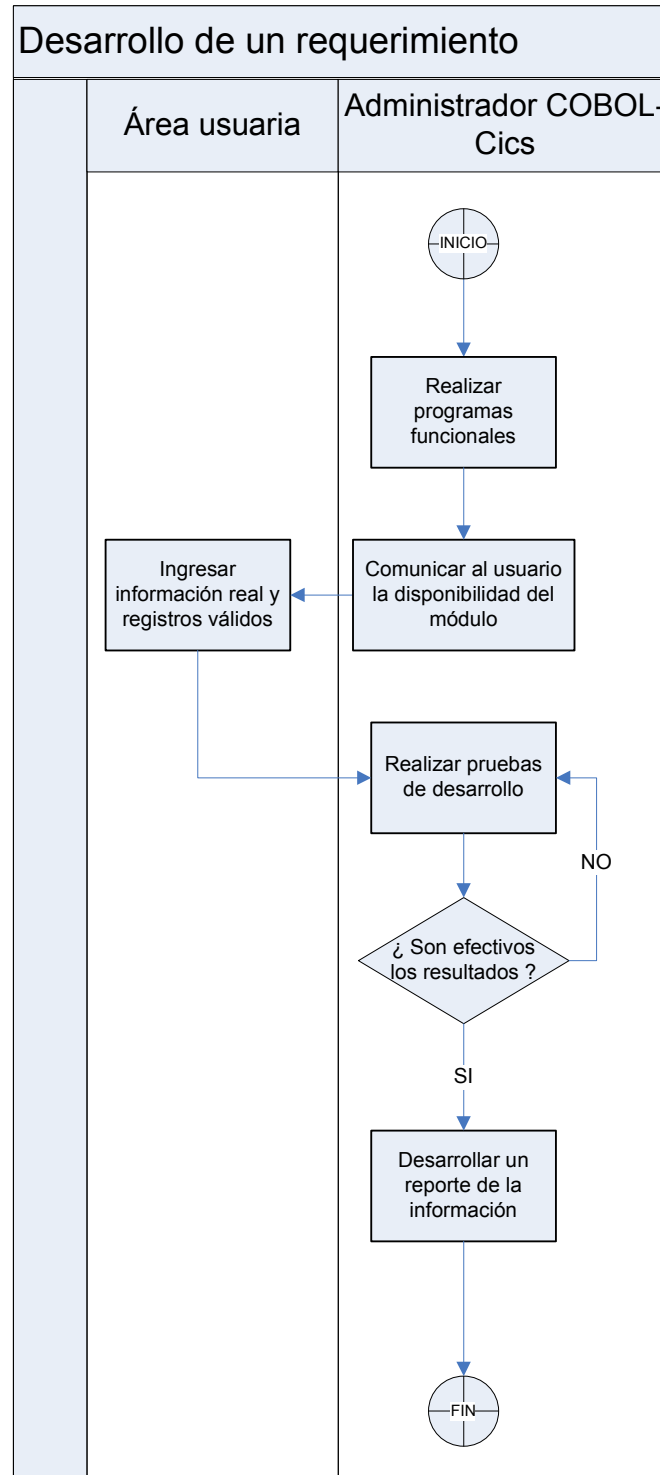 Desarrollo de un requerimiento
Área usuaria
Administrador COBOL-
Cics
INICIO
Realizar
programas
funcionales
Ingresar
información real y
registros válidos
Comunicar al usuario
la disponibilidad del
módulo
Realizar pruebas
de desarrollo
NO
¿ Son efectivos
los resultados ?
SI
Desarrollar un
reporte de la
información
FIN